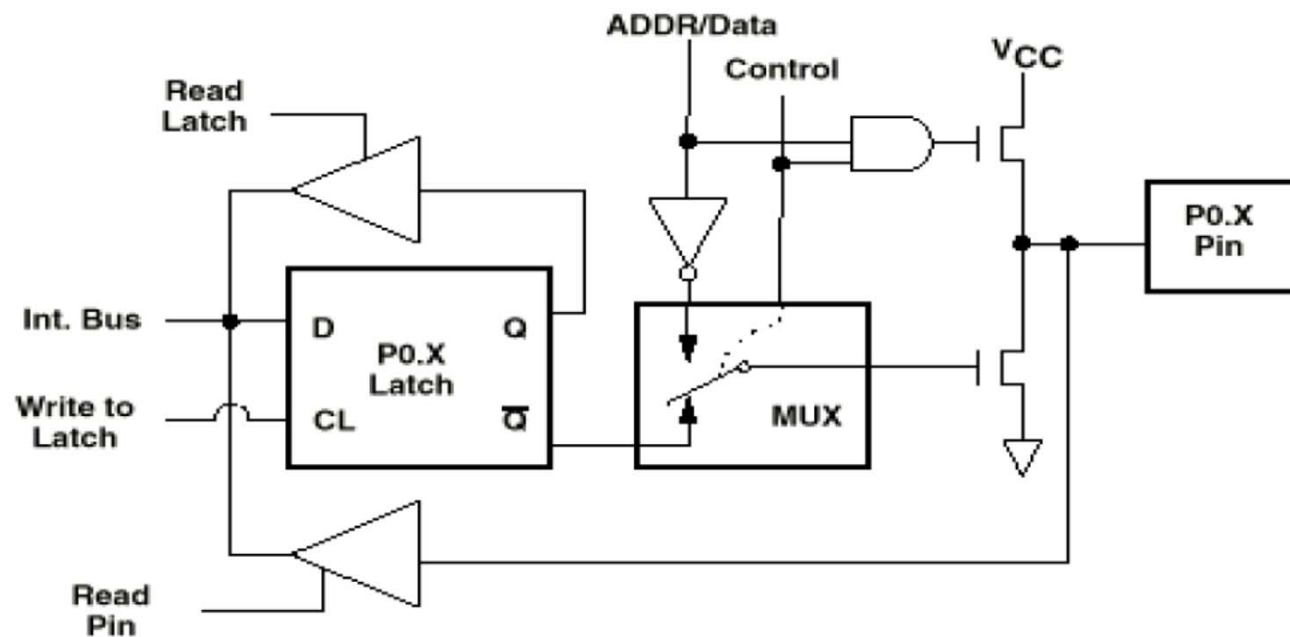 ADDR/Data
Control
VCC
Read
Latch
P0.X
Pin
Int. Bus
D
Q
P0.X
Latch
Write to
Latch
CL
Q̅
MUX
Read
Pin